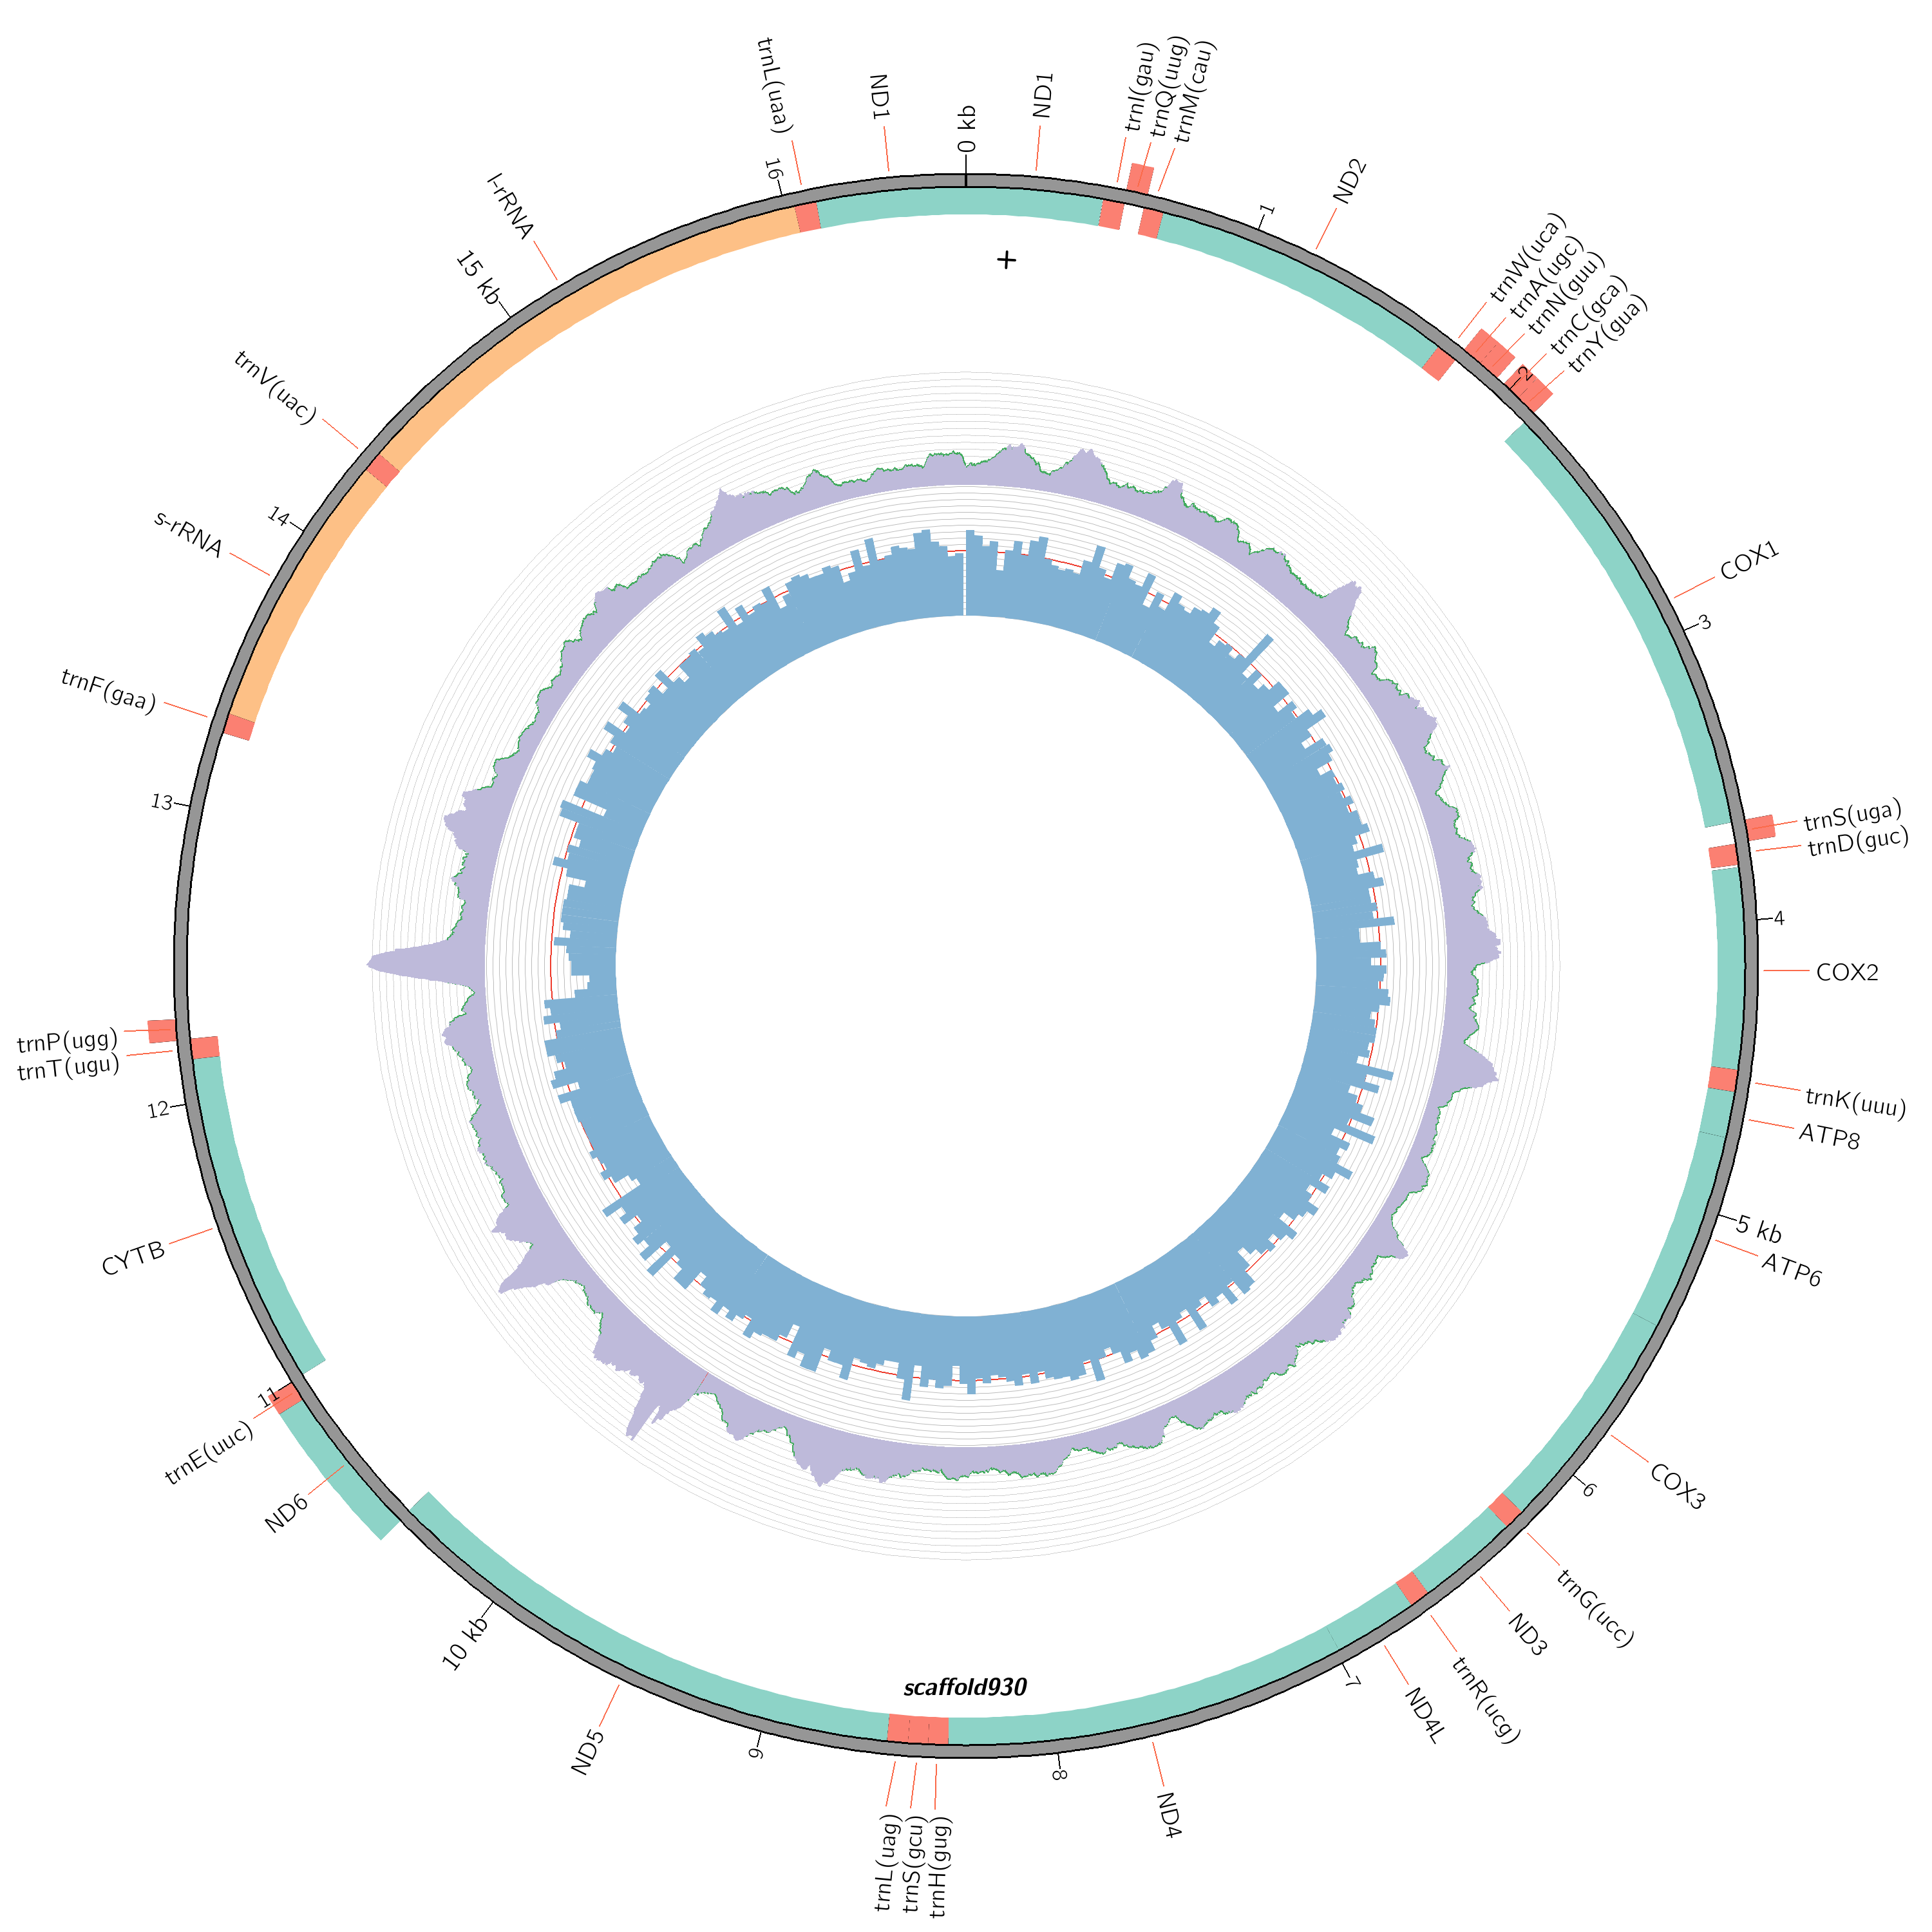 0 kb
ND1
trnI(gau)
trnQ(uug)
trnM(cau)
1
ND2
trnW(uca)
trnA(ugc)
trnN(guu)
trnC(gca)
trnY(gua)
2
COX1
3
trnS(uga)
trnD(guc)
4
COX2
trnK(uuu)
ATP8
5 kb
ATP6
COX3
6
trnG(ucc)
ND3
trnR(ucg)
ND4L
7
ND4
8
trnH(gug)
trnS(gcu)
trnL(uag)
9
ND5
10 kb
ND6
trnE(uuc)
11
CYTB
12
trnT(ugu)
trnP(ugg)
13
trnF(gaa)
s-rRNA
14
trnV(uac)
15 kb
l-rRNA
16
trnL(uaa)
ND1
+
scaffold930